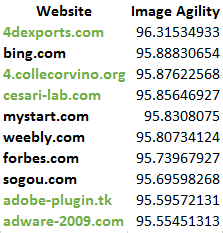 Website Image Agility
4dexports.com 96.31534933
bing.com 95.88830654
4.collecorvino.org 95.87622568
cesari-lab.com 95.85646927
mystart.com 95.8308075
weebly.com 95.80734124
forbes.com 95.73967927
sogou.com 95.69598268
adobe-plugin.tk 95.59572131
adware-2009.com 95.55451313